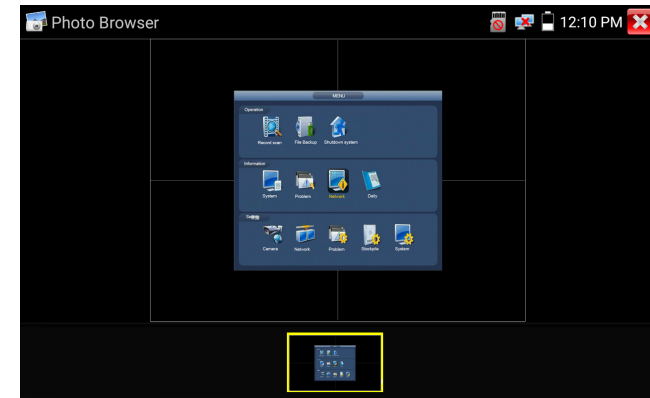 Photo Browser
12:10 PM
MENU
Operation
Record scan File Backup Shutdown system
Information
System Problem Network Daily
Camera Network Problem Stockpile System